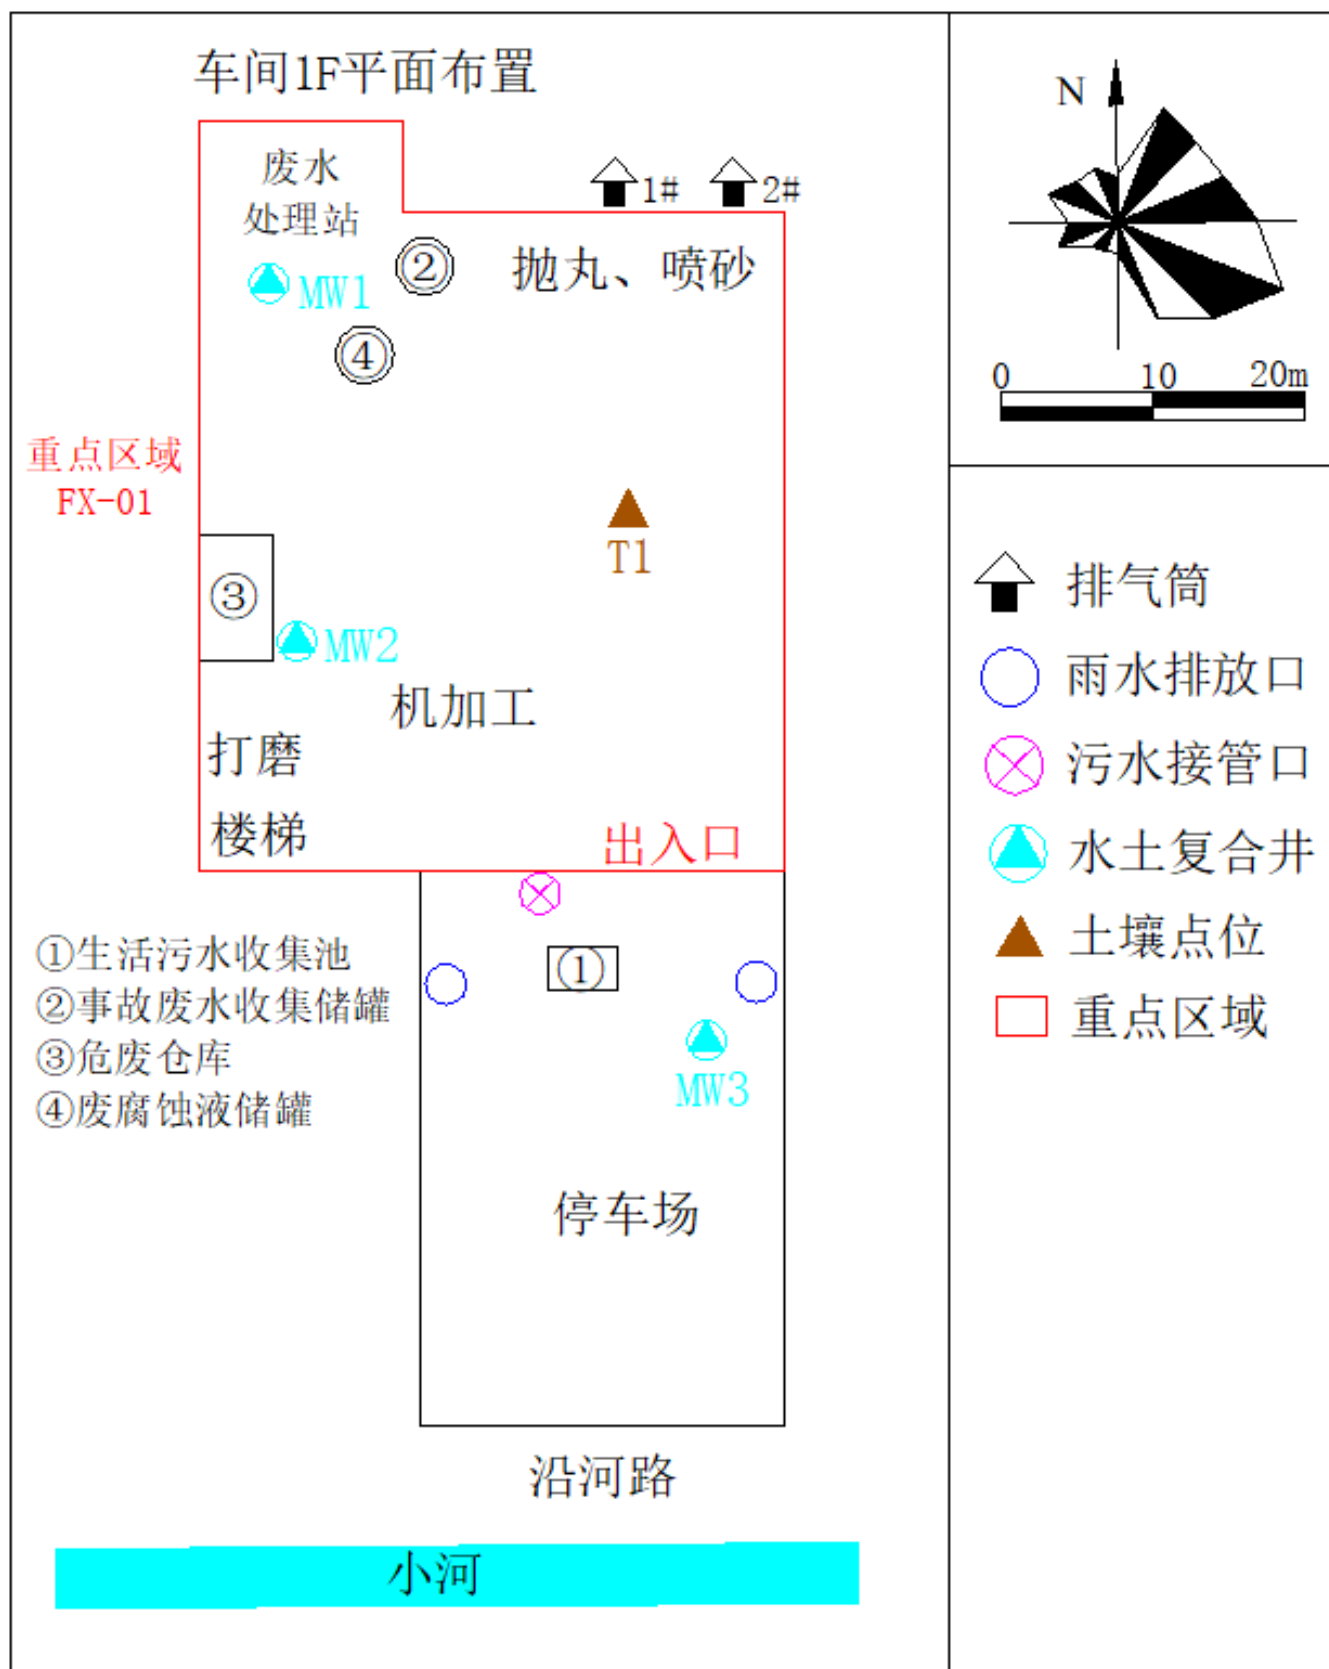 车间1F平面布置
N
废水
处理站
1#
2#
②
抛丸、喷砂
MW1
④
0
10
20m
重点区域
FX-01
T1
③
MW2
机加工
打磨
楼梯
出入口
①
MW3
停车场
①生活污水收集池
②事故废水收集储罐
③危废仓库
④废腐蚀液储罐
沿河路
小河
排气筒
雨水排放口
污水接管口
水土复合井
土壤点位
重点区域